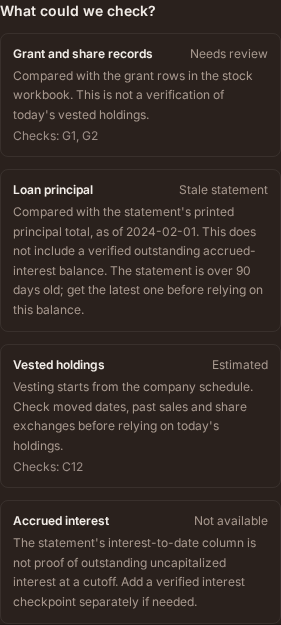 What could we check?
Grant and share records Needs review
Compared with the grant rows in the stock
workbook. This is not a verification of
today's vested holdings.
Checks: G1, G2
Loan principal Stale statement
Compared with the statement's printed
principal total, as of 2024-02-01. This does
not include a verified outstanding accrued-
interest balance. The statement is over 90
days old; get the latest one before relying on
this balance.
Vested holdings Estimated
Vesting starts from the company schedule.
Check moved dates, past sales and share
exchanges before relying on today's
holdings.
Checks: C12
Accrued interest Not available
The statement's interest-to-date column is
not proof of outstanding uncapitalized
interest at a cutoff. Add a verified interest
checkpoint separately if needed.